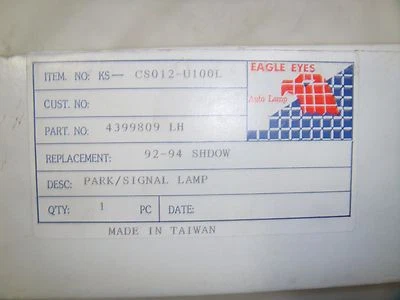 ITEM. NO: KS— CS012-U100L
EAGLE EYES
Auto Lamp
CUST. NO:
PART. NO: 4399809 LH
REPLACEMENT: 92-94 SHDOW
DESC: PARK/SIGNAL LAMP
Q'TY: 1 PC DATE:
MADE IN TAIWAN